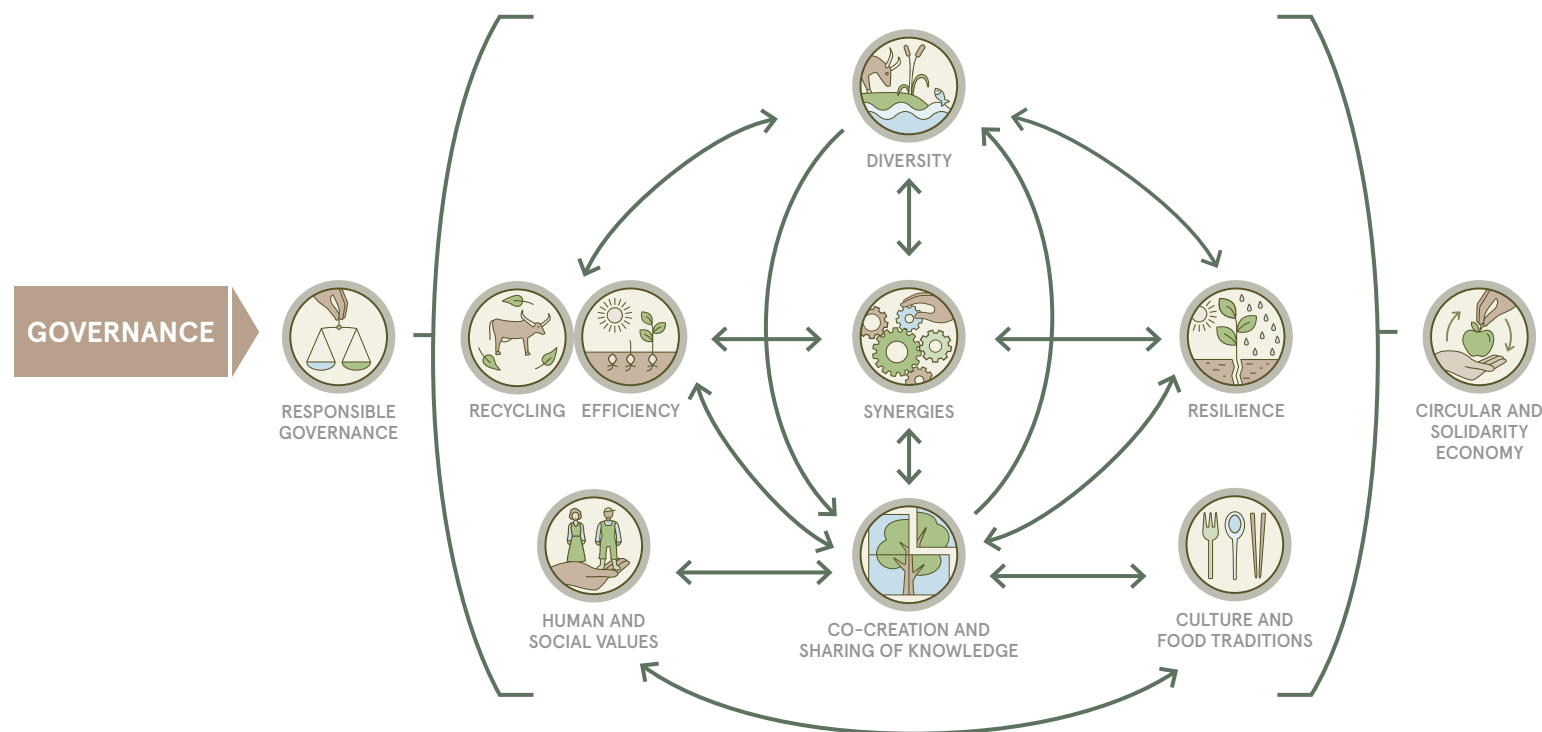 DIVERSITY
GOVERNANCE
RESPONSIBLE
GOVERNANCE
RECYCLING
EFFICIENCY
SYNERGIES
RESILIENCE
CIRCULAR AND
SOLIDARITY
ECONOMY
HUMAN AND
SOCIAL VALUES
CO-CREATION AND
SHARING OF KNOWLEDGE
CULTURE AND
FOOD TRADITIONS